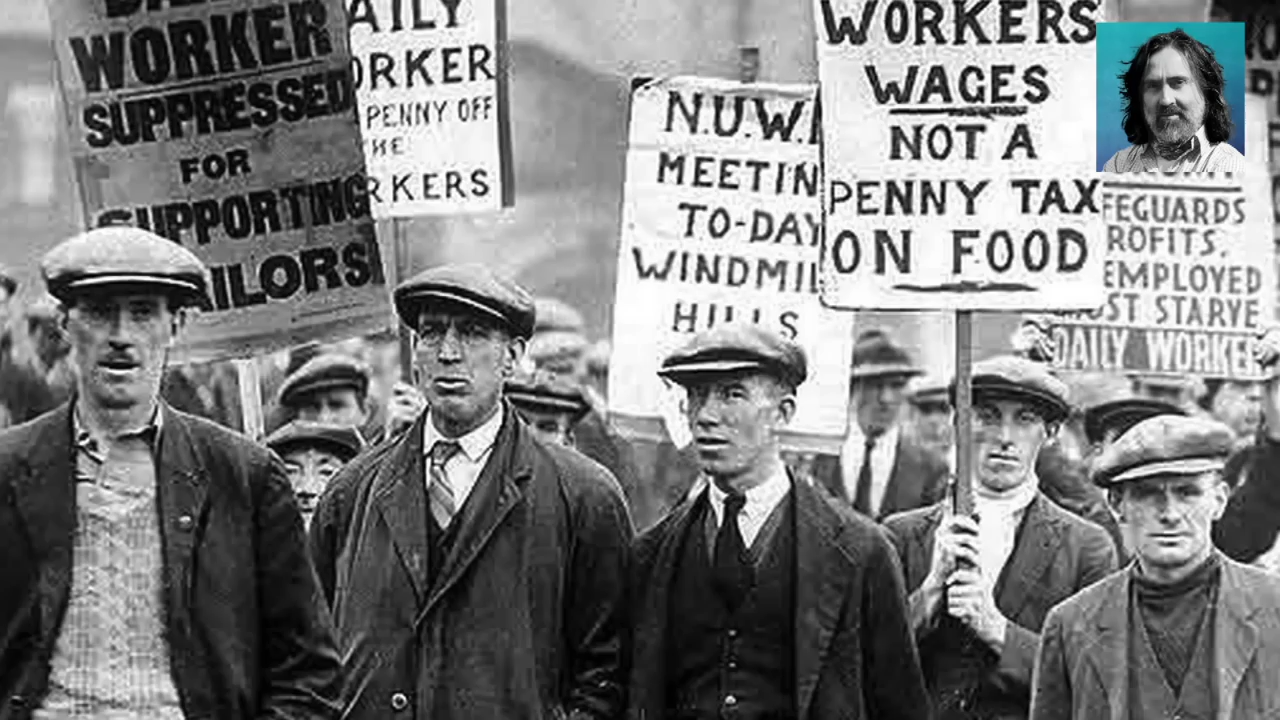 WORKER
SUPPRESSED
FOR
SUPPORTING
AILY
ORKER
PENNY OFF
HE
RKERS
N.U.W.
MEETIN
TO-DAY
WINDMIL
HILLS
WORKERS
WAGES
NOT A
PENNY TAX
ON FOOD
FEGUARDS
ROFITS.
EMPLOYED
ST STARVE
DAILY WORKER